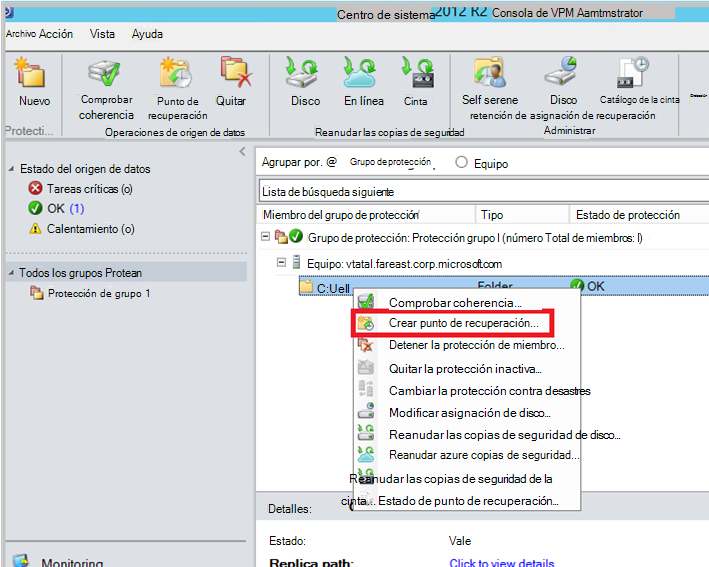 Centro de sistema 2012 R2 Consola de VPM Aamtmstrator
Archivo Acción Vista Ayuda
Nuevo
Comprobar coherencia
Punto de recuperación
Quitar
Disco
En línea
Cinta
Self serene
Disco
Catálogo de la cinta
retención de asignación de recuperación
Protecti...
Operaciones de origen de datos
Reanudar las copias de seguridad
Administrar
Estado del origen de datos
Tareas críticas (o)
OK (1)
Calentamiento (o)
Todos los grupos Protean
Protección de grupo 1
Monitoring
Agrupar por. @ Grupo de protección Equipo
Lista de búsqueda siguiente
Miembro del grupo de protección Tipo Estado de protección
Grupo de protección: Protección grupo I (número Total de miembros: I)
Equipo: vtatal.fareast.corp.microsoft.com
C:Uell Folder OK
Comprobar coherencia...
Crear punto de recuperación...
Detener la protección de miembro...
Quitar la protección inactiva...
Cambiar la protección contra desastres
Modificar asignación de disco...
Reanudar las copias de seguridad de disco...
Reanudar azure copias de seguridad...
Reanudar las copias de seguridad de la
cinta... Estado de punto de recuperación...
Detalles:
Estado: Vale
Replica path: Click to view details